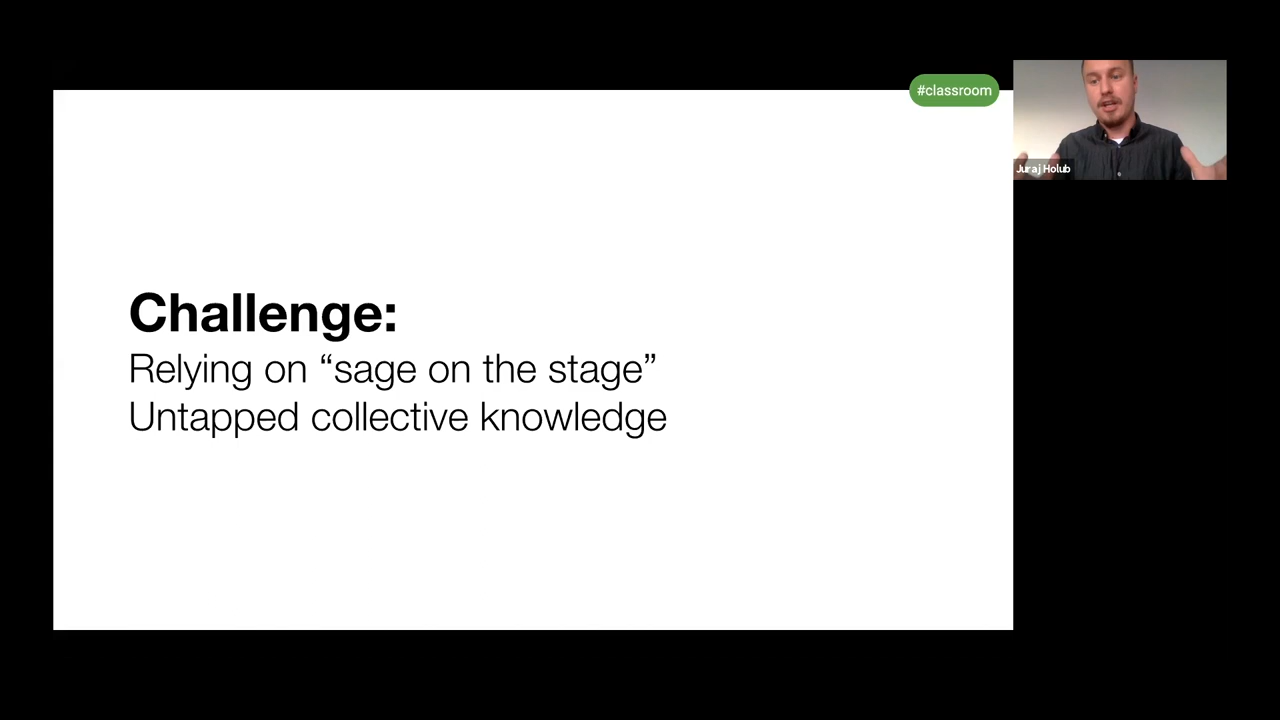 #classroom
Juraj Holub
Challenge:
Relying on “sage on the stage”
Untapped collective knowledge